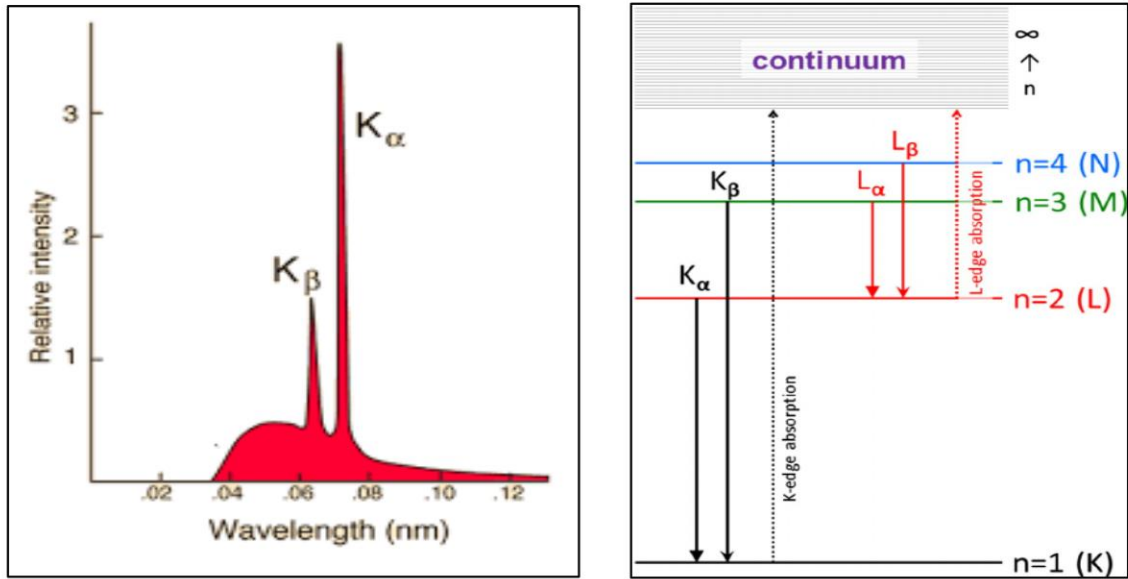 3
2
1
Relative intensity
Kα
Kβ
.02 .04 .06 .08 .10 .12
Wavelength (nm)
continuum
∞
↑
n
Lβ
n=4 (N)
Kβ
Lα
n=3 (M)
Kα
L-edge absorption
n=2 (L)
K-edge absorption
n=1 (K)